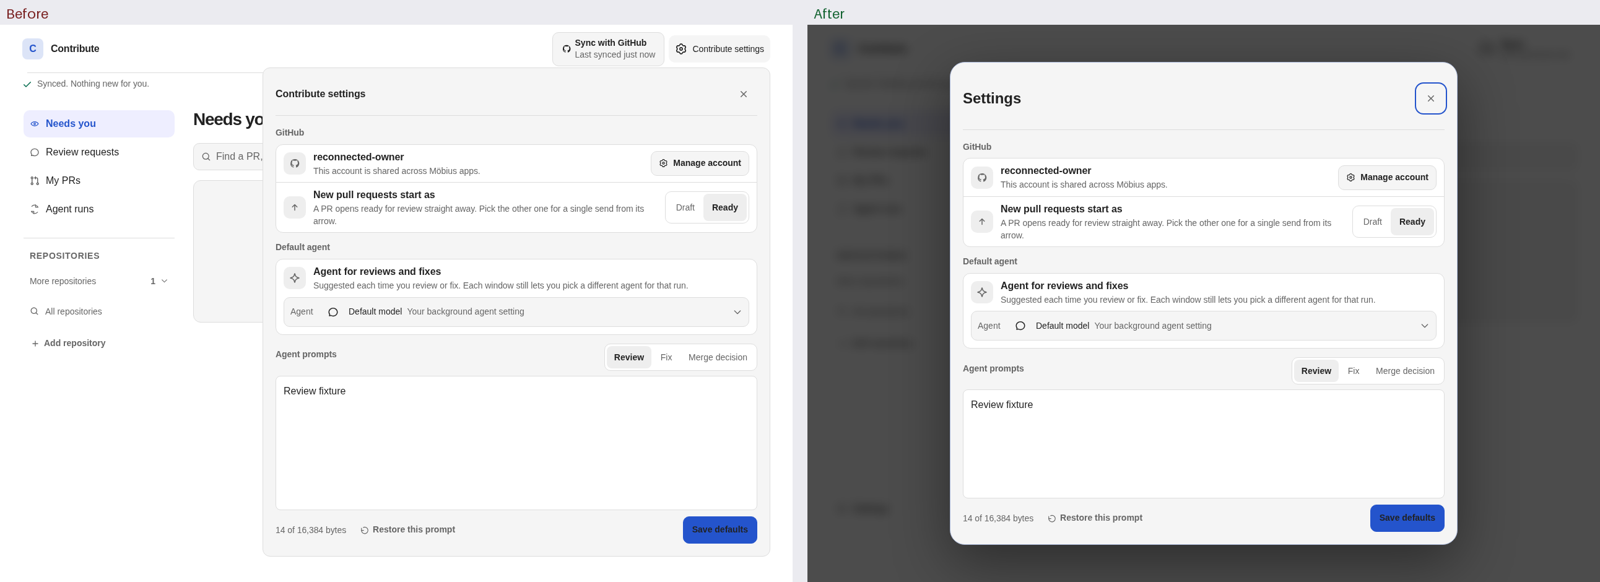 Before
C
Contribute
Sync with GitHub
Last synced just now
Contribute settings
Synced. Nothing new for you.
Needs you
Review requests
My PRs
Agent runs
REPOSITORIES
More repositories 1
All repositories
Add repository
Needs yo
Find a PR,
Contribute settings
GitHub
reconnected-owner
This account is shared across Möbius apps.
Manage account
New pull requests start as
A PR opens ready for review straight away. Pick the other one for a single send from its
arrow.
Draft Ready
Default agent
Agent for reviews and fixes
Suggested each time you review or fix. Each window still lets you pick a different agent for that run.
Agent Default model Your background agent setting
Agent prompts
Review Fix Merge decision
Review fixture
14 of 16,384 bytes Restore this prompt
Save defaults
After
Settings
GitHub
reconnected-owner
This account is shared across Möbius apps.
Manage account
New pull requests start as
A PR opens ready for review straight away. Pick the other one for a single send from its
arrow.
Draft Ready
Default agent
Agent for reviews and fixes
Suggested each time you review or fix. Each window still lets you pick a different agent for that run.
Agent Default model Your background agent setting
Agent prompts
Review Fix Merge decision
Review fixture
14 of 16,384 bytes Restore this prompt
Save defaults